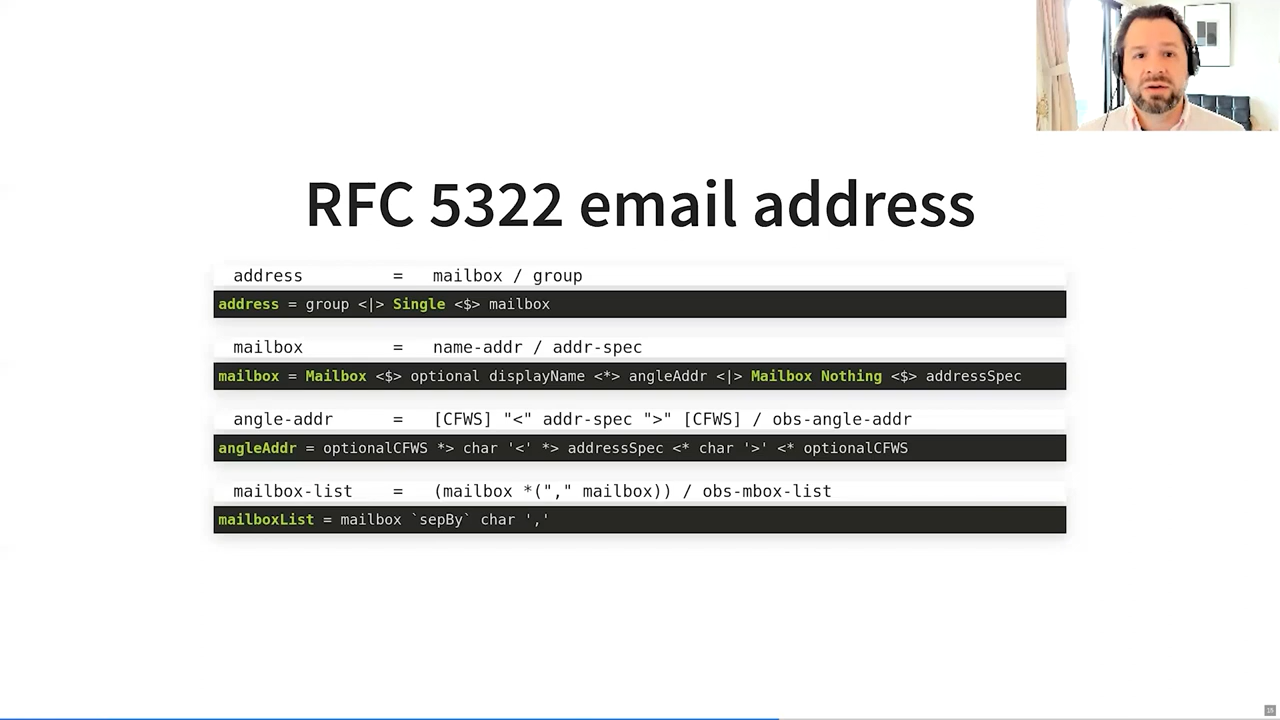 RFC 5322 email address
address = mailbox / group
address = group <|> Single <$> mailbox
mailbox = name-addr / addr-spec
mailbox = Mailbox <$> optional displayName <*> angleAddr <|> Mailbox Nothing <$> addressSpec
angle-addr = [CFWS] "<" addr-spec ">" [CFWS] / obs-angle-addr
angleAddr = optionalCFWS *> char '<' *> addressSpec <* char '>' <* optionalCFWS
mailbox-list = (mailbox *("," mailbox)) / obs-mbox-list
mailboxList = mailbox `sepBy` char ','